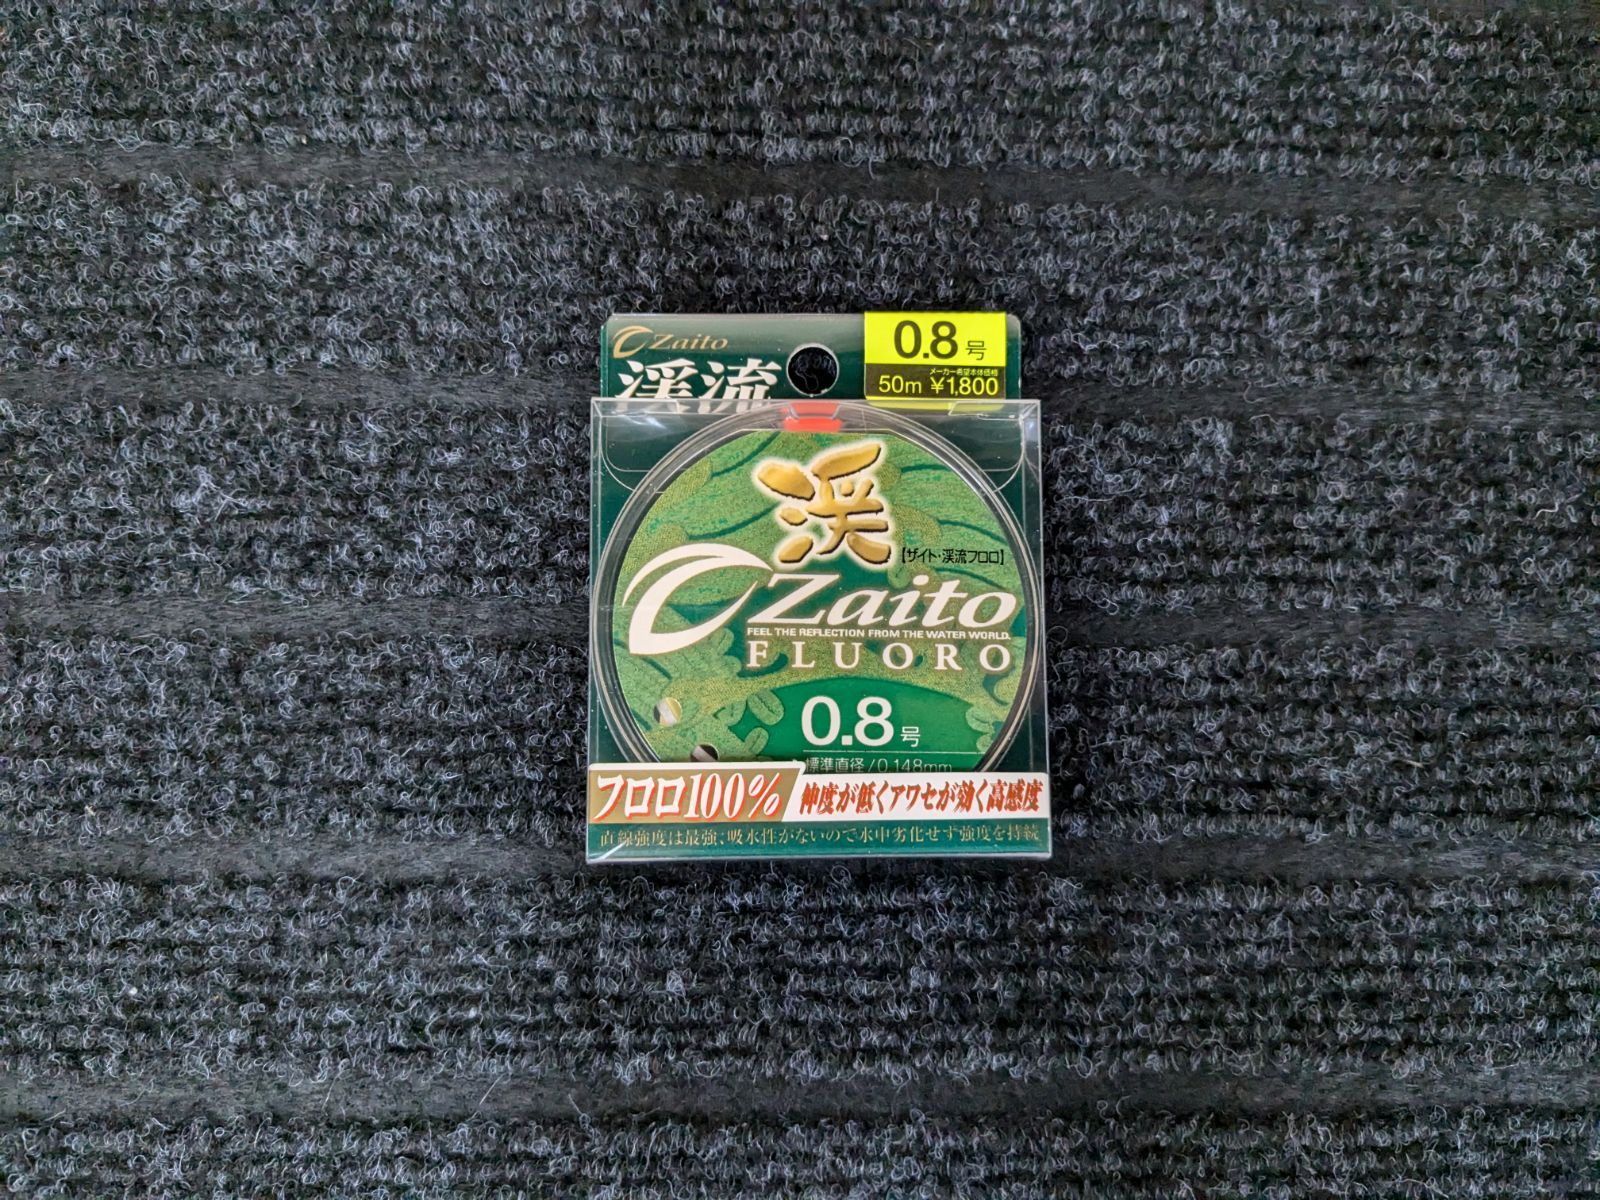 Zaito
渓流
0.8号
メーカー希望本体価格
50m ¥1,800
渓
【ザイト・渓流フロロ】
Zaito
FEEL THE REFLECTION FROM THE WATER WORLD.
FLUORO
0.8号
標準直径/0.148mm
フロロ100% 伸度が低くアワセが効く高感度
直線強度は最強、吸水性がないので水中劣化せず強度を持続